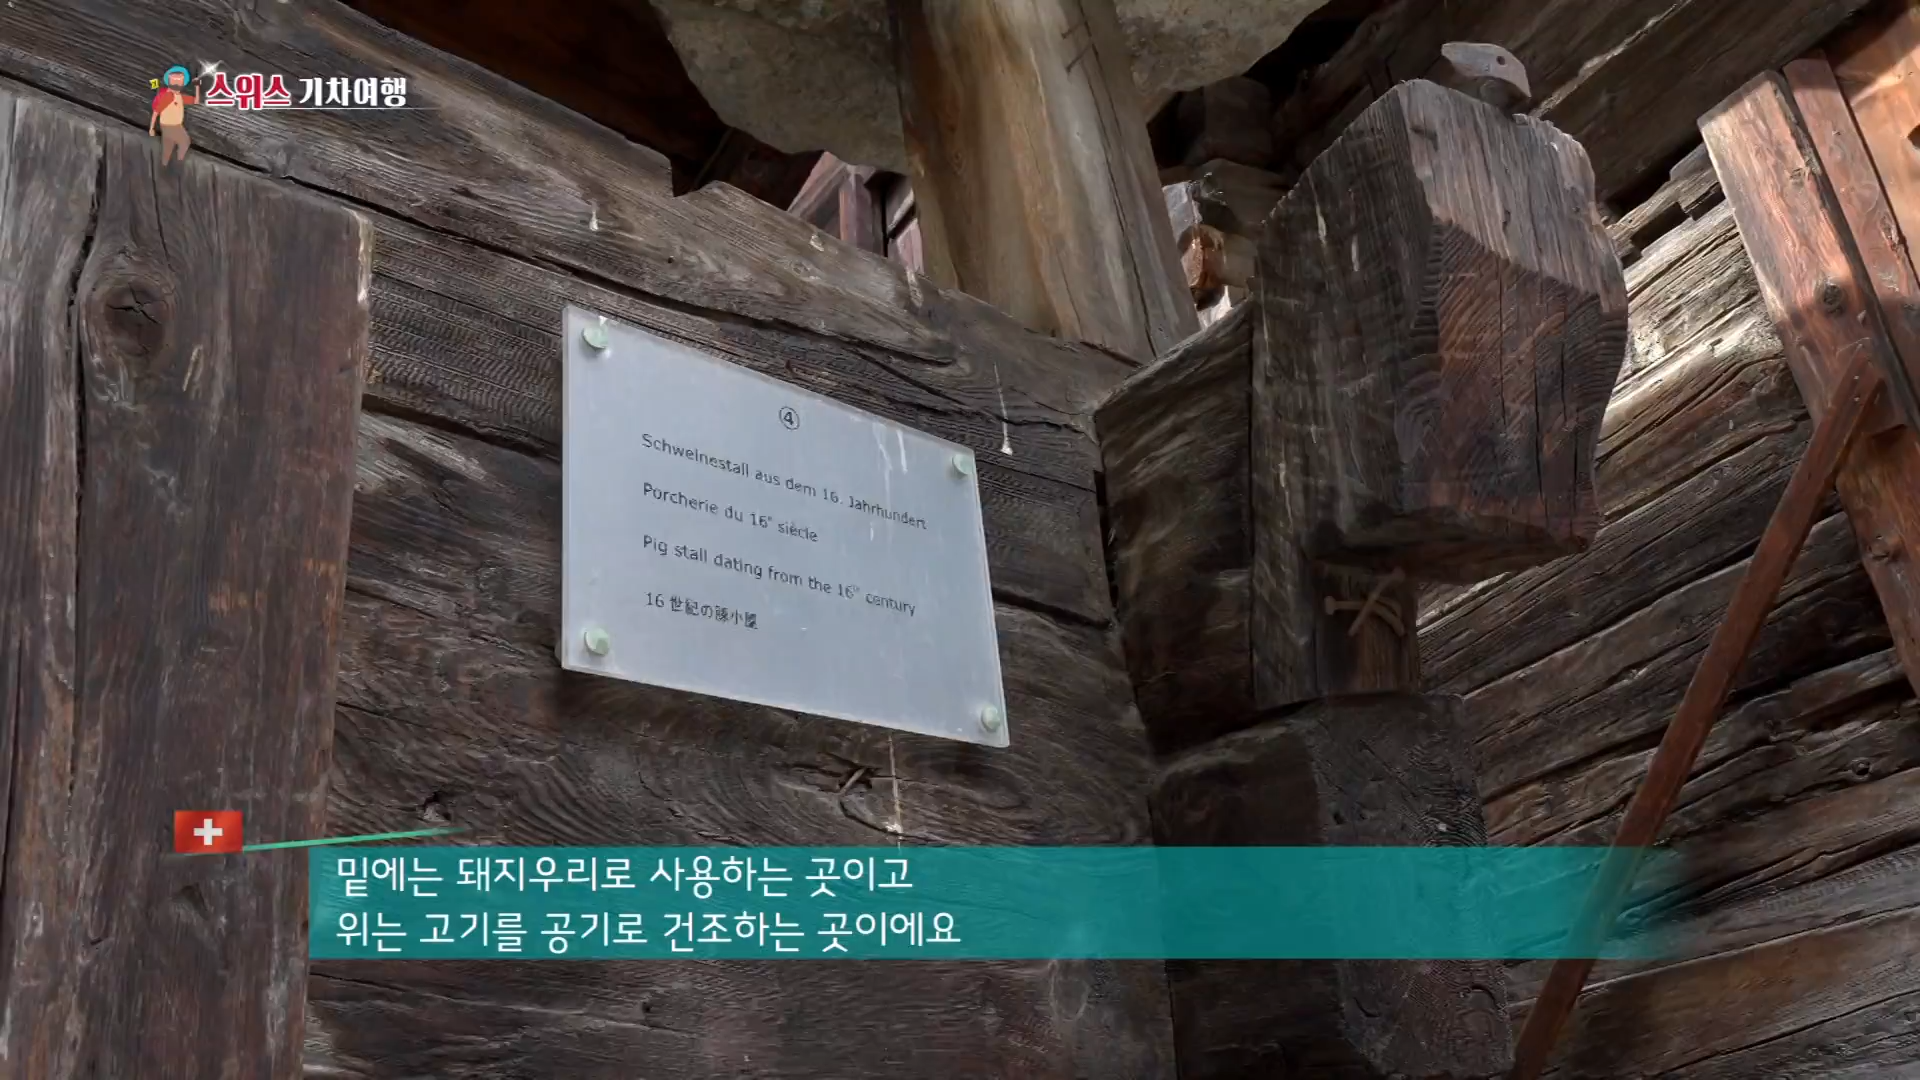 스위스 기차여행
④
Schweinestall aus dem 16. Jahrhundert
Porcherie du 16e siècle
Pig stall dating from the 16th century
16 世紀の豚小屋
밑에는 돼지우리로 사용하는 곳이고
위는 고기를 공기로 건조하는 곳이에요